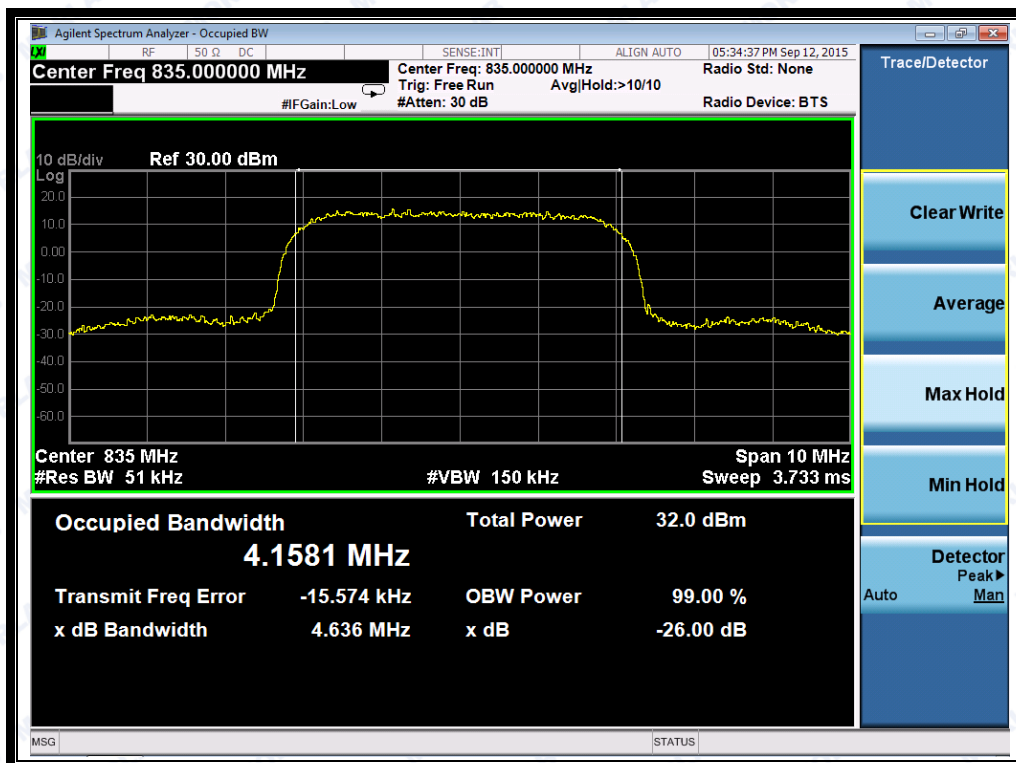 Agilent Spectrum Analyzer - Occupied BW
LXI RF 50 Ω DC SENSE:INT ALIGN AUTO 05:34:37 PM Sep 12, 2015
Center Freq 835.000000 MHz
Center Freq: 835.000000 MHz
Radio Std: None
Trig: Free Run Avg|Hold:>10/10
#IFGain:Low
#Atten: 30 dB
Radio Device: BTS
10 dB/div Ref 30.00 dBm
Log
20.0
10.0
0.00
-10.0
-20.0
-30.0
-40.0
-50.0
-60.0
Center 835 MHz Span 10 MHz
#Res BW 51 kHz #VBW 150 kHz Sweep 3.733 ms
Occupied Bandwidth Total Power 32.0 dBm
4.1581 MHz
Transmit Freq Error -15.574 kHz OBW Power 99.00 %
x dB Bandwidth 4.636 MHz x dB -26.00 dB
MSG STATUS
Trace/Detector
Clear Write
Average
Max Hold
Min Hold
Detector
Peak▶
Auto Man